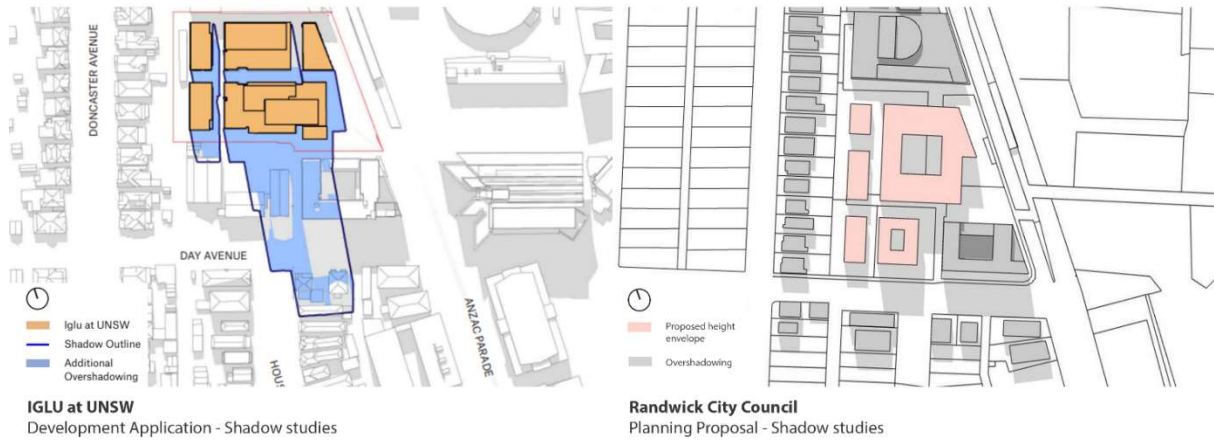 DONCASTER AVENUE
DAY AVENUE
HOUS
ANZAC PARADE
Iglu at UNSW
Shadow Outline
Additional
Overshadowing
IGLU at UNSW
Development Application - Shadow studies
Proposed height
envelope
Overshadowing
Randwick City Council
Planning Proposal - Shadow studies